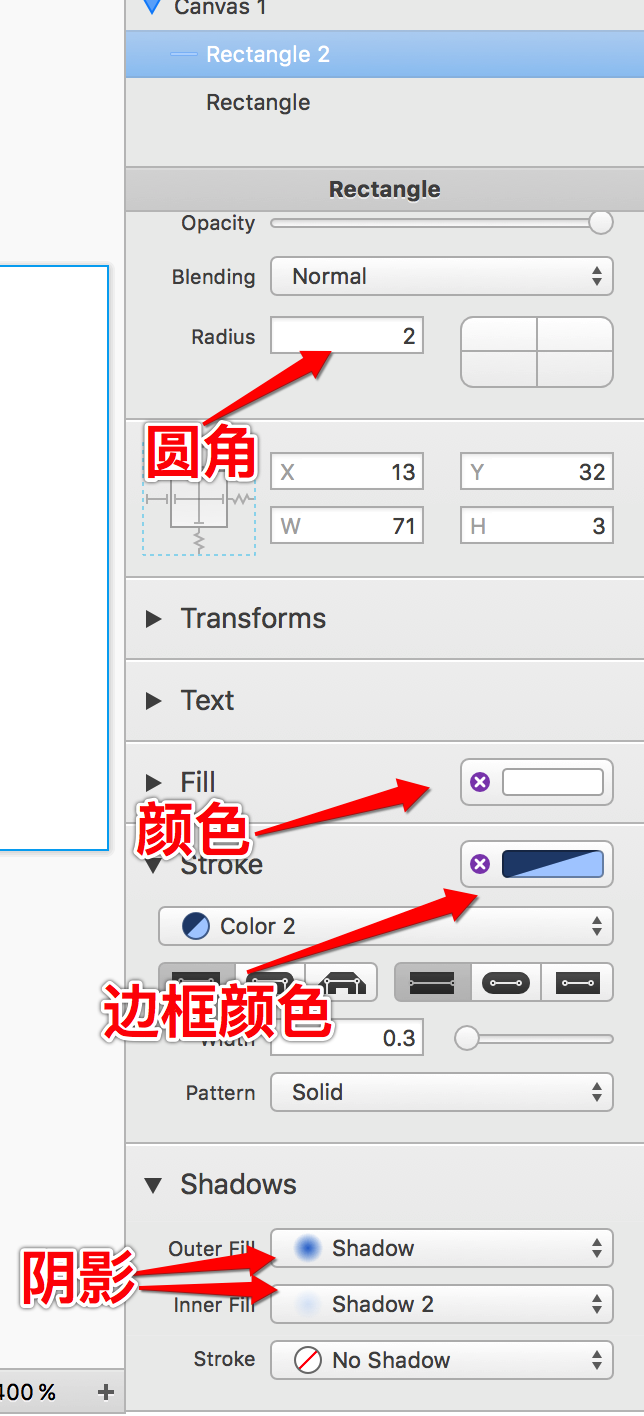 Canvas 1
Rectangle 2
Rectangle
Rectangle
Opacity
Blending Normal
Radius 2
圆角
X 13 Y 32
W 71 H 3
Transforms
Text
Fill
颜色
Stroke
Color 2
边框颜色
Width 0.3
Pattern Solid
Shadows
Outer Fill Shadow
阴影
Inner Fill Shadow 2
Stroke No Shadow
400 % +